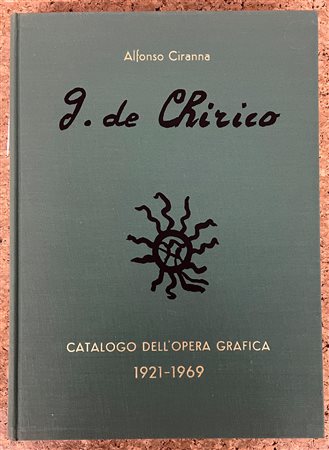 Alfonso Ciranna
g. de Chirico
CATALOGO DELL'OPERA GRAFICA
1921-1969